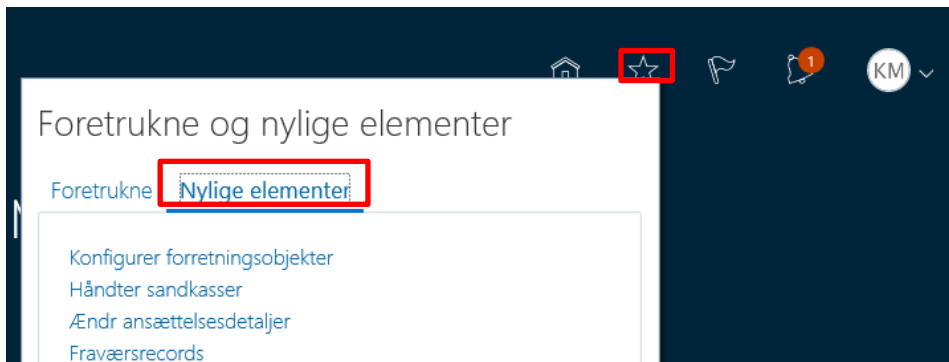 1
KM
Foretrukne og nylige elementer
Foretrukne Nylige elementer
Konfigurer forretningsobjekter
Håndter sandkasser
Ændr ansættelsesdetaljer
Fraværsrecords